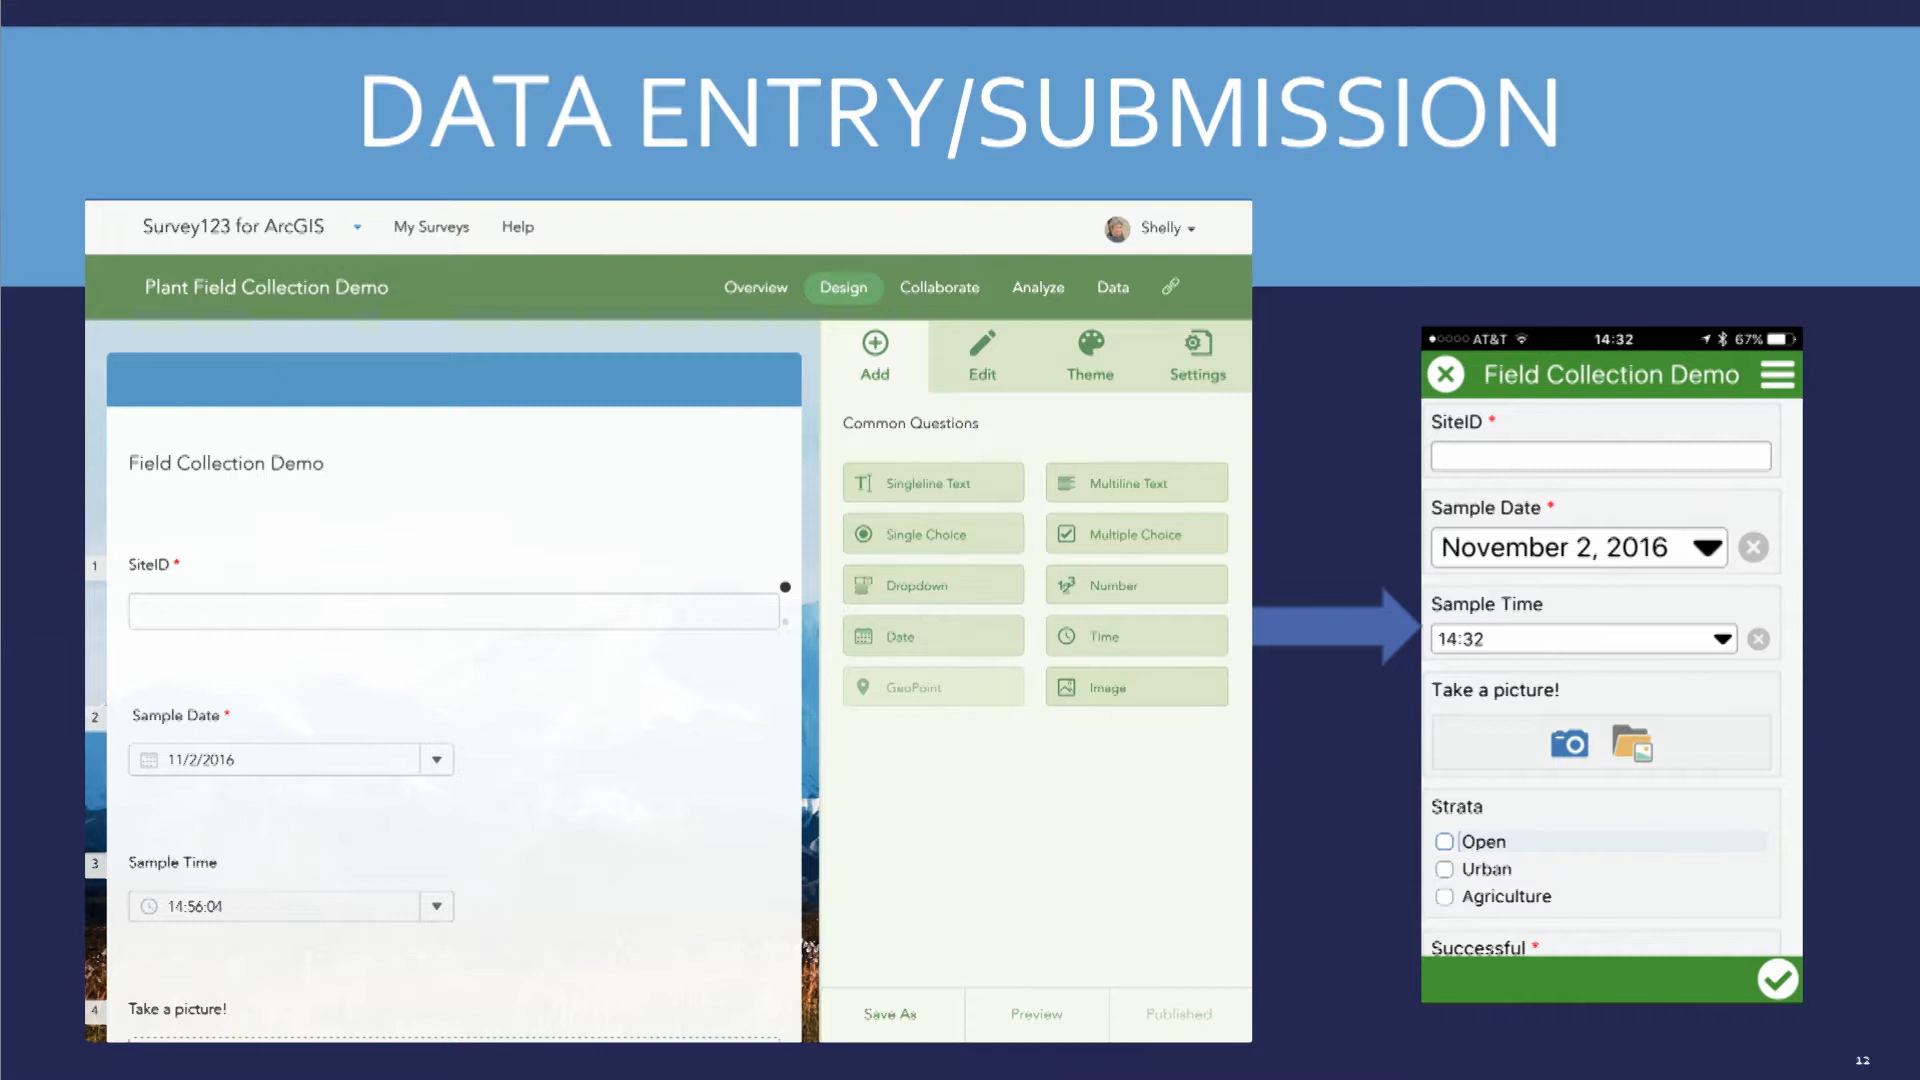 DATA ENTRY/SUBMISSION
Survey123 for ArcGIS My Surveys Help Shelly
Plant Field Collection Demo Overview Design Collaborate Analyze Data
Add Edit Theme Settings
Common Questions
Singleline Text Multiline Text
Single Choice Multiple Choice
Dropdown Number
Date Time
GeoPoint Image
Field Collection Demo
1 SiteID *
2 Sample Date *
11/2/2016
3 Sample Time
14:56:04
4 Take a picture!
Save As Preview Published
AT&T 14:32 67%
Field Collection Demo
SiteID *
Sample Date *
November 2, 2016
Sample Time
14:32
Take a picture!
Strata
Open
Urban
Agriculture
Successful *
12